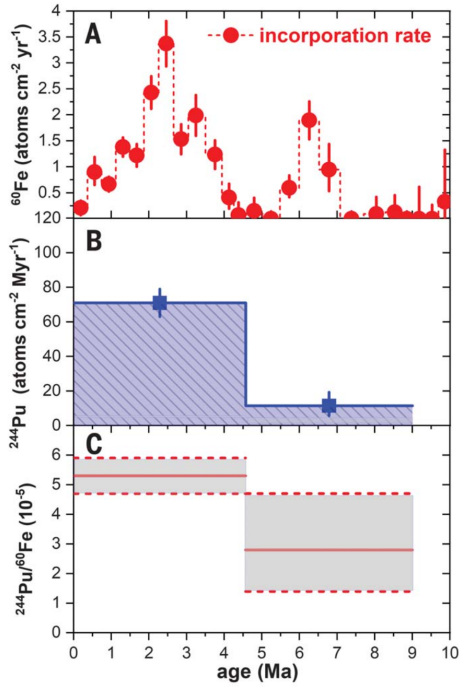 A
incorporation rate
⁶⁰Fe (atoms cm⁻² yr⁻¹)
4
3.5
3
2.5
2
1.5
1
0.5
120
B
²⁴⁴Pu (atoms cm⁻² Myr⁻¹)
100
80
60
40
20
0
C
²⁴⁴Pu/⁶⁰Fe (10⁻⁵)
6
5
4
3
2
1
0
0 1 2 3 4 5 6 7 8 9 10
age (Ma)